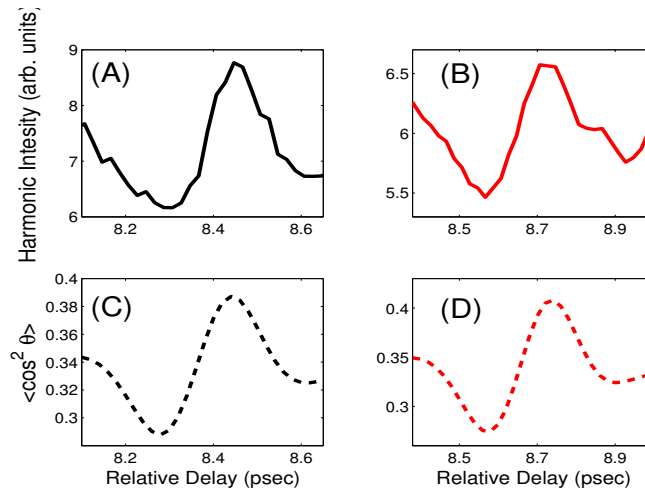 Harmonic Intesity (arb. units)
(A)
9
8
7
6
8.2 8.4 8.6
(B)
6.5
6
5.5
8.5 8.7 8.9
<cos² θ>
(C)
0.4
0.38
0.36
0.34
0.32
0.3
8.2 8.4 8.6
Relative Delay (psec)
(D)
0.4
0.35
0.3
8.5 8.7 8.9
Relative Delay (psec)